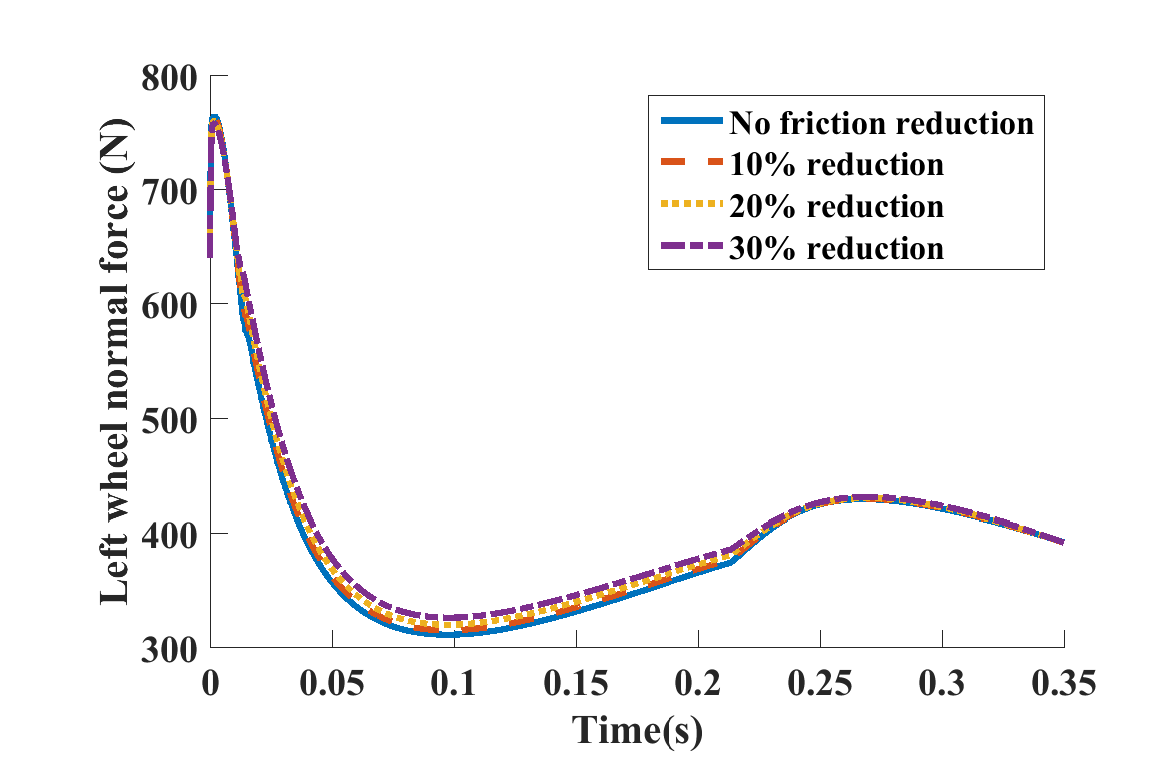 800
700
600
500
400
300
Left wheel normal force (N)
No friction reduction
10% reduction
20% reduction
30% reduction
0 0.05 0.1 0.15 0.2 0.25 0.3 0.35
Time(s)